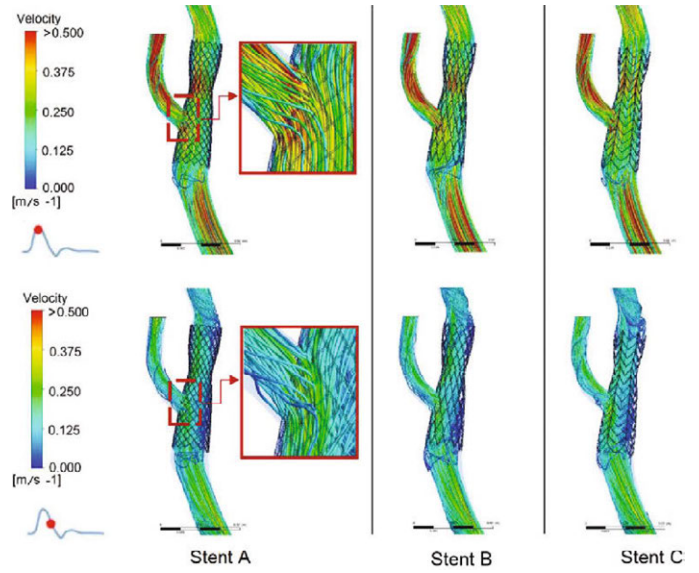 Velocity
>0.500
0.375
0.250
0.125
0.000
[m/s -1]
Velocity
>0.500
0.375
0.250
0.125
0.000
[m/s -1]
Stent A
Stent B
Stent C